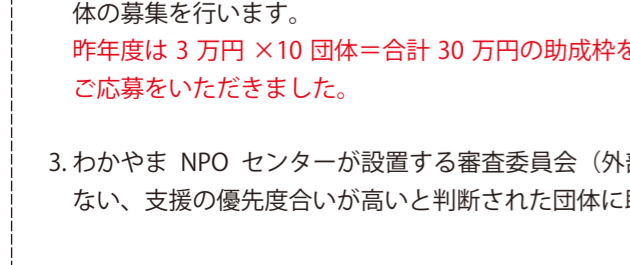 体の募集を行います。
昨年度は 3 万円 ×10 団体＝合計 30 万円の助成枠を
ご応募をいただきました。
3. わかやま NPO センターが設置する審査委員会（外
ない、支援の優先度合いが高いと判断された団体に